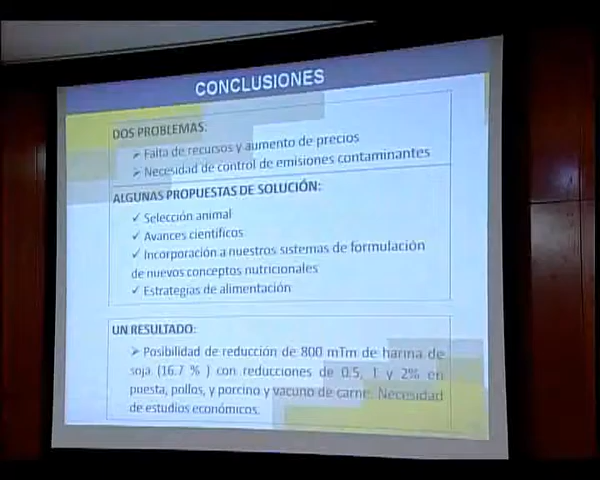 CONCLUSIONES
DOS PROBLEMAS:
➢ Falta de recursos y aumento de precios
➢ Necesidad de control de emisiones contaminantes
ALGUNAS PROPUESTAS DE SOLUCIÓN:
✓ Selección animal
✓ Avances científicos
✓ Incorporación a nuestros sistemas de formulación
de nuevos conceptos nutricionales
✓ Estrategias de alimentación
UN RESULTADO:
➢ Posibilidad de reducción de 800 mTm de harina de
soja (16.7 % ) con reducciones de 0.5, 1 y 2% en
puesta, pollos, y porcino y vacuno de carne. Necesidad
de estudios económicos.